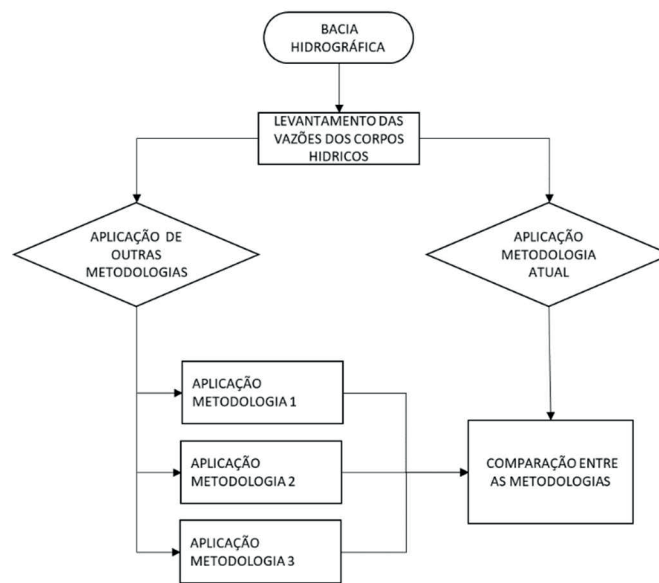 BACIA
HIDROGRÁFICA
LEVANTAMENTO DAS
VAZÕES DOS CORPOS
HIDRICOS
APLICAÇÃO DE
OUTRAS
METODOLOGIAS
APLICAÇÃO
METODOLOGIA
ATUAL
APLICAÇÃO
METODOLOGIA 1
APLICAÇÃO
METODOLOGIA 2
APLICAÇÃO
METODOLOGIA 3
COMPARAÇÃO ENTRE
AS METODOLOGIAS